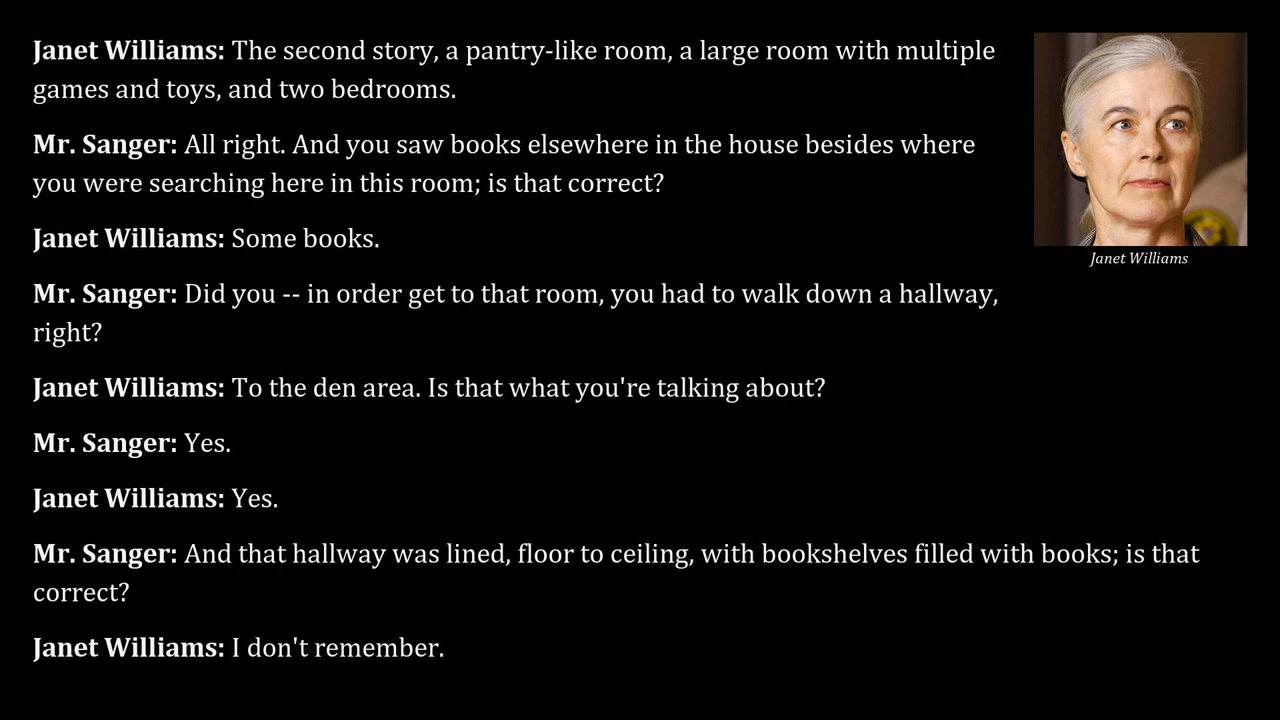 Janet Williams: The second story, a pantry-like room, a large room with multiple
games and toys, and two bedrooms.
Mr. Sanger: All right. And you saw books elsewhere in the house besides where
you were searching here in this room; is that correct?
Janet Williams: Some books.
Mr. Sanger: Did you -- in order get to that room, you had to walk down a hallway,
right?
Janet Williams: To the den area. Is that what you're talking about?
Mr. Sanger: Yes.
Janet Williams: Yes.
Mr. Sanger: And that hallway was lined, floor to ceiling, with bookshelves filled with books; is that
correct?
Janet Williams: I don't remember.
Janet Williams